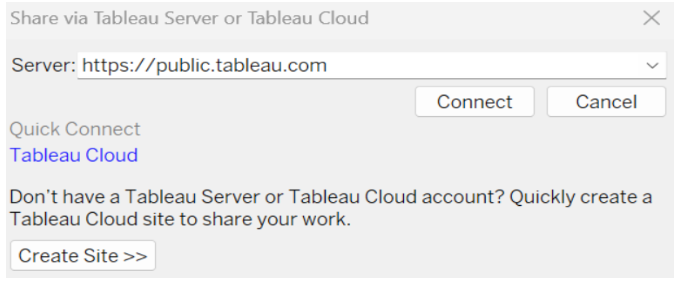 Share via Tableau Server or Tableau Cloud
Server: https://public.tableau.com
Connect Cancel
Quick Connect
Tableau Cloud
Don't have a Tableau Server or Tableau Cloud account? Quickly create a
Tableau Cloud site to share your work.
Create Site >>